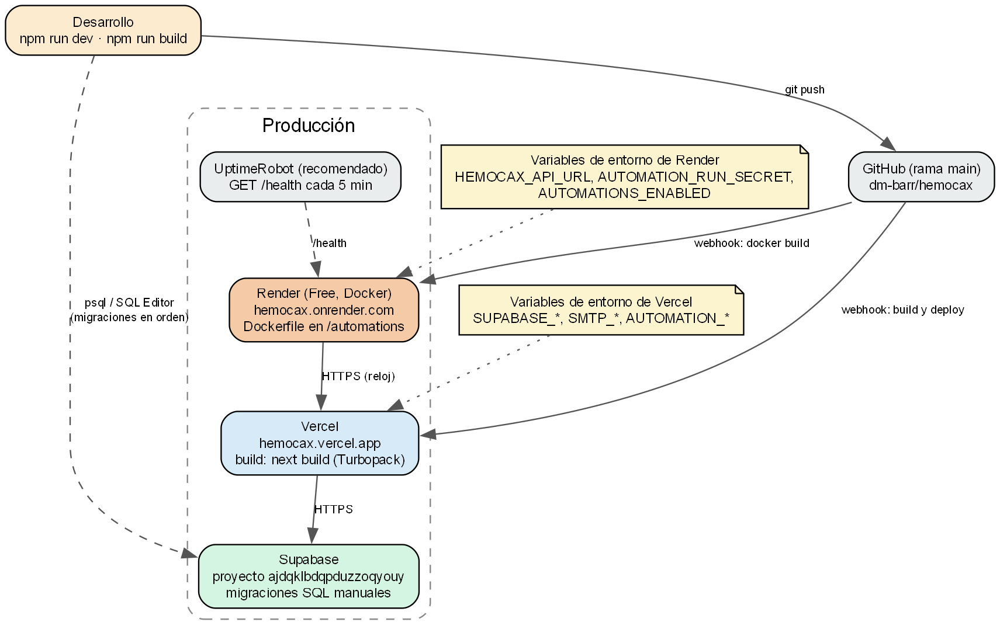 Desarrollo
npm run dev · npm run build
git push
Producción
UptimeRobot (recomendado)
GET /health cada 5 min
Variables de entorno de Render
HEMOCAX_API_URL, AUTOMATION_RUN_SECRET,
AUTOMATIONS_ENABLED
GitHub (rama main)
dm-barr/hemocax
/health
webhook: docker build
Render (Free, Docker)
hemocax.onrender.com
Dockerfile en /automations
psql / SQL Editor
(migraciones en orden)
Variables de entorno de Vercel
SUPABASE_*, SMTP_*, AUTOMATION_*
webhook: build y deploy
HTTPS (reloj)
Vercel
hemocax.vercel.app
build: next build (Turbopack)
HTTPS
Supabase
proyecto ajdqklbdqpduzzoqyouy
migraciones SQL manuales